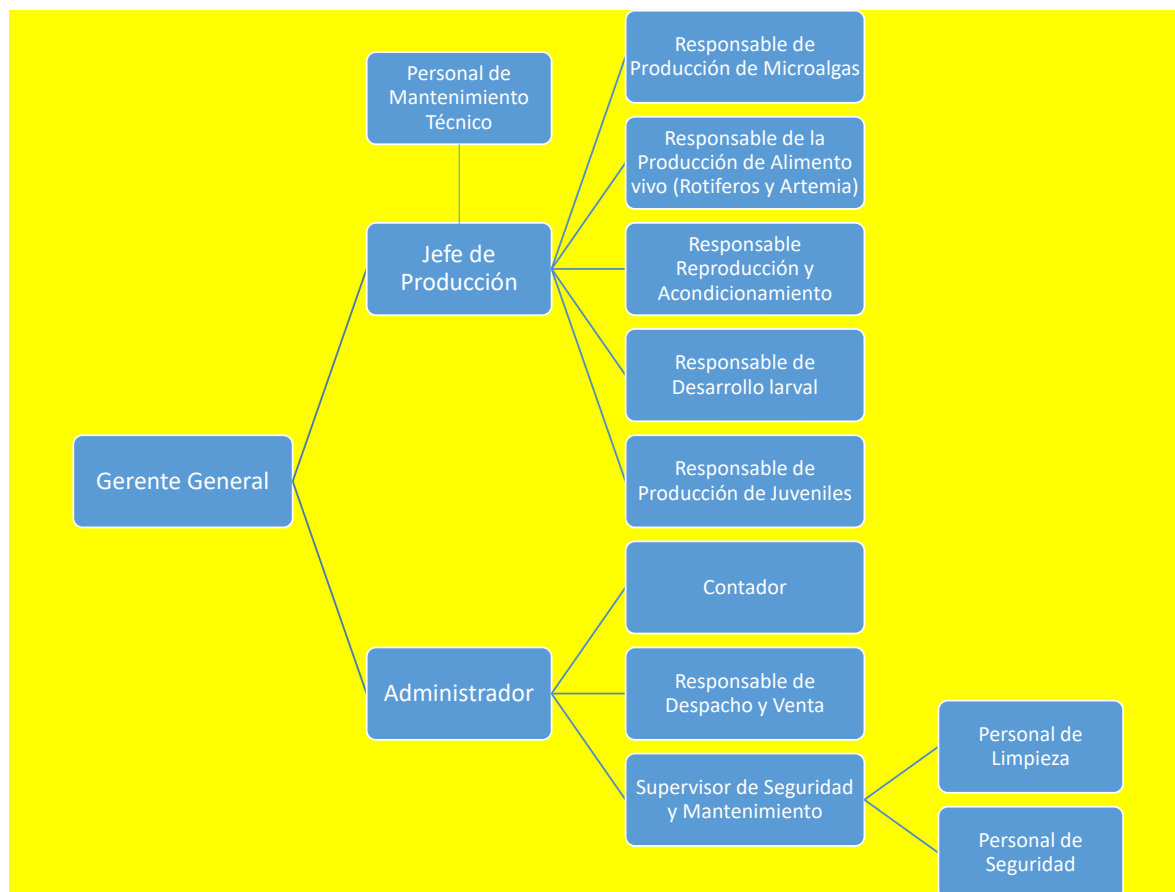 Responsable de
Producción de Microalgas
Personal de
Mantenimiento
Técnico
Responsable de la
Producción de Alimento
vivo (Rotiferos y Artemia)
Jefe de
Producción
Responsable
Reproducción y
Acondicionamiento
Responsable de
Desarrollo larval
Gerente General
Responsable de
Producción de Juveniles
Contador
Administrador
Responsable de
Despacho y Venta
Supervisor de Seguridad
y Mantenimiento
Personal de
Limpieza
Personal de
Seguridad